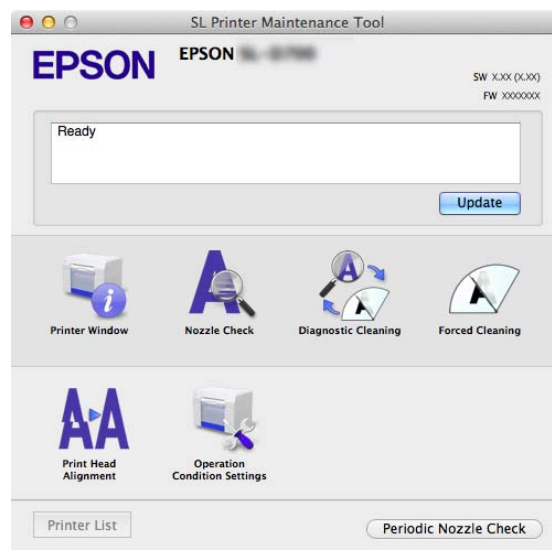 SL Printer Maintenance Tool
EPSON
EPSON
SW X.XX (X.XX)
FW XXXXXXX
Ready
Update
Printer Window
Nozzle Check
Diagnostic Cleaning
Forced Cleaning
Print Head
Alignment
Operation
Condition Settings
Printer List
Periodic Nozzle Check